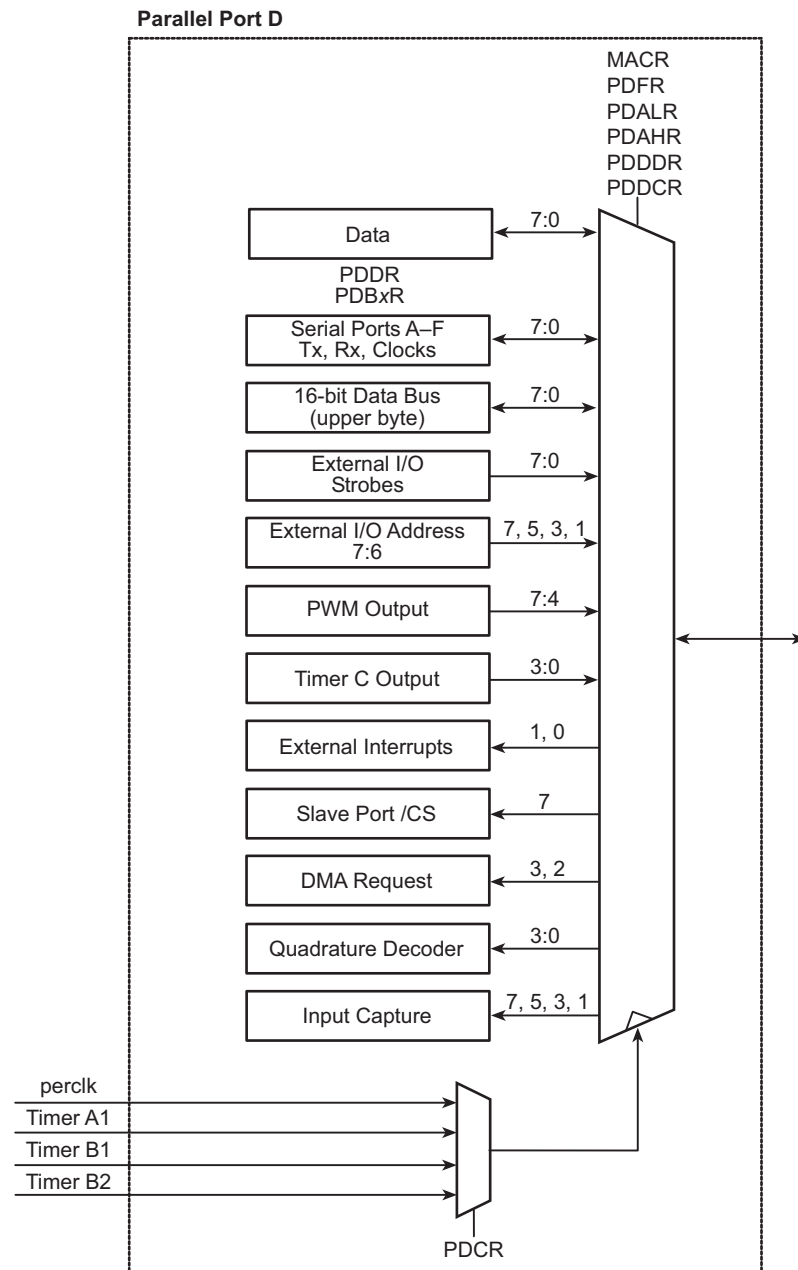 Parallel Port D
MACR
PDFR
PDALR
PDAHR
PDDDR
PDDCR
Data
7:0
PDDR
PDBxR
Serial Ports A–F
Tx, Rx, Clocks
7:0
16-bit Data Bus
(upper byte)
7:0
External I/O
Strobes
7:0
External I/O Address
7:6
7, 5, 3, 1
PWM Output
7:4
Timer C Output
3:0
External Interrupts
1, 0
Slave Port /CS
7
DMA Request
3, 2
Quadrature Decoder
3:0
Input Capture
7, 5, 3, 1
perclk
Timer A1
Timer B1
Timer B2
PDCR